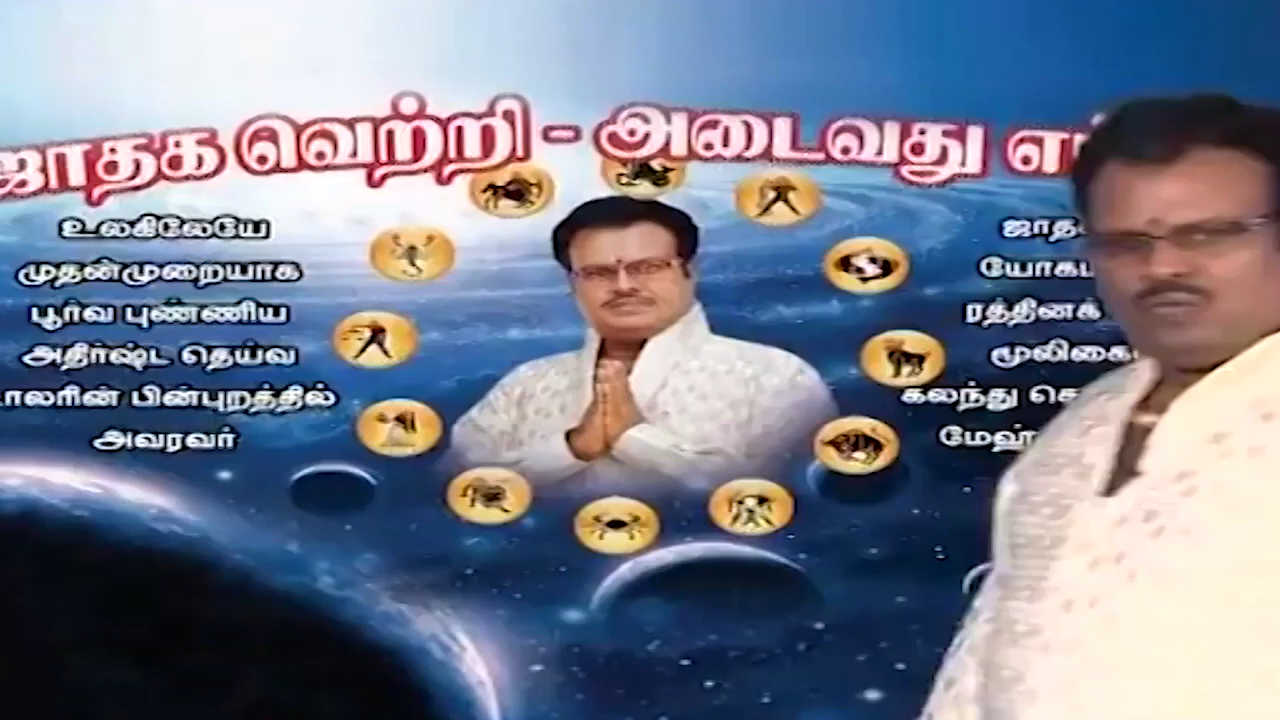 ஜாதக வெற்றி - அடைவது
உலகிலேயே
முதன்முறையாக
பூர்வ புண்ணிய
அதிர்ஷ்ட தெய்வ
பின்புறத்தில்
அவரவர்
ரத்தினக்
கலந்து